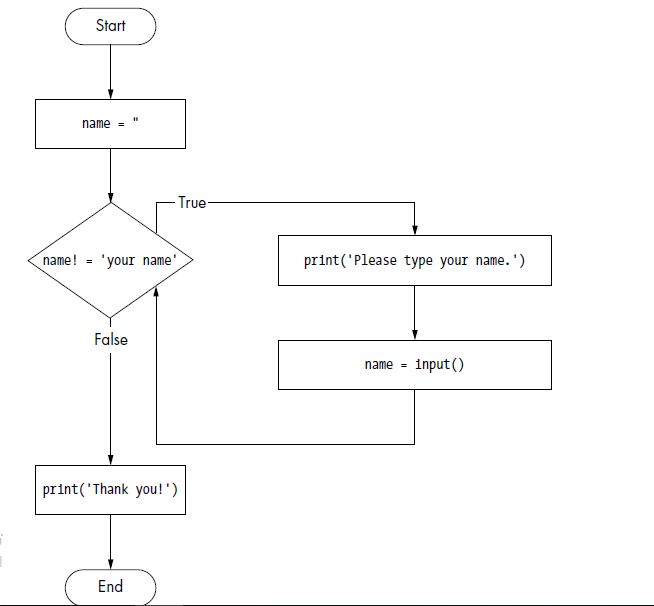 Start
name = "
name! = 'your name'
True
print('Please type your name.')
name = input()
False
print('Thank you!')
End